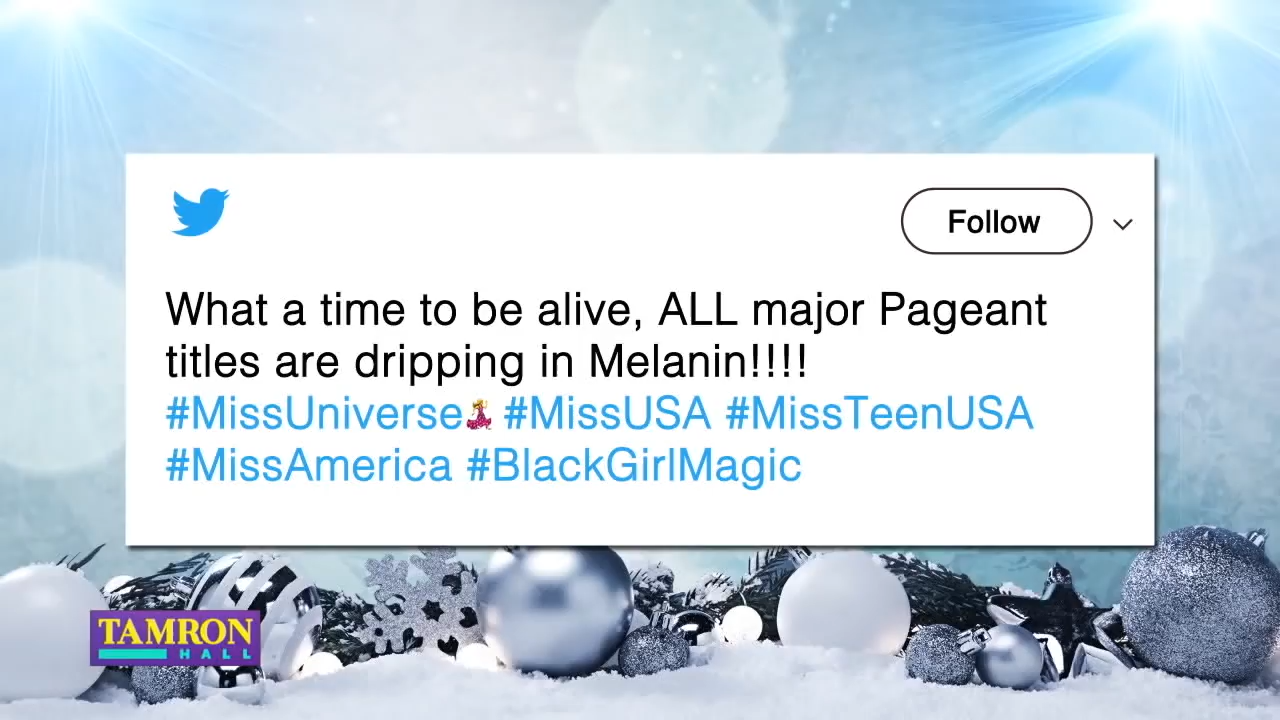 Follow
What a time to be alive, ALL major Pageant
titles are dripping in Melanin!!!!
#MissUniverse💃 #MissUSA #MissTeenUSA
#MissAmerica #BlackGirlMagic
TAMRON
HALL